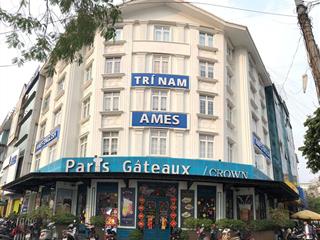 TRÍ NAM
AMES
Paris Gâteaux / CROWN